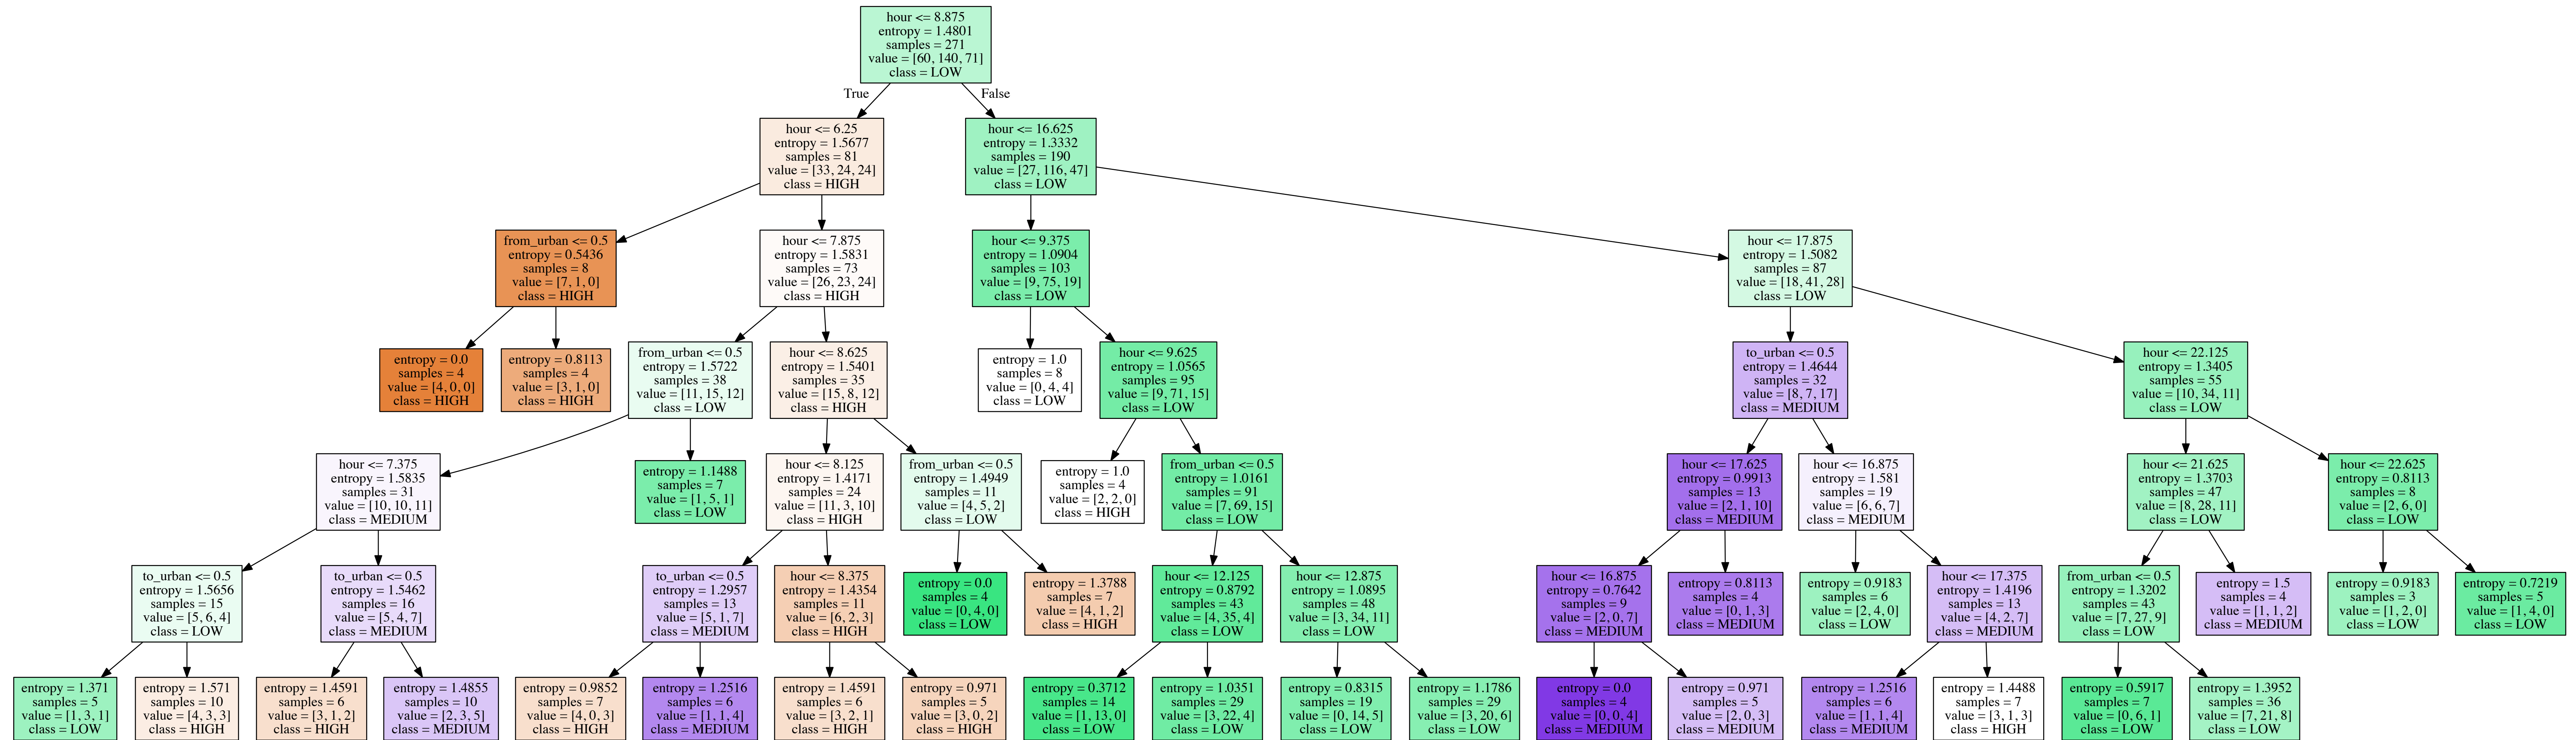 hour <= 8.875
entropy = 1.4801
samples = 271
value = [60, 140, 71]
class = LOW
True
False
hour <= 6.25
entropy = 1.5677
samples = 81
value = [33, 24, 24]
class = HIGH
hour <= 16.625
entropy = 1.3332
samples = 190
value = [27, 116, 47]
class = LOW
from_urban <= 0.5
entropy = 0.5436
samples = 8
value = [7, 1, 0]
class = HIGH
hour <= 7.875
entropy = 1.5831
samples = 73
value = [26, 23, 24]
class = HIGH
hour <= 9.375
entropy = 1.0904
samples = 103
value = [9, 75, 19]
class = LOW
hour <= 17.875
entropy = 1.5082
samples = 87
value = [18, 41, 28]
class = LOW
entropy = 0.0
samples = 4
value = [4, 0, 0]
class = HIGH
entropy = 0.8113
samples = 4
value = [3, 1, 0]
class = HIGH
from_urban <= 0.5
entropy = 1.5722
samples = 38
value = [11, 15, 12]
class = LOW
hour <= 8.625
entropy = 1.5401
samples = 35
value = [15, 8, 12]
class = HIGH
entropy = 1.0
samples = 8
value = [0, 4, 4]
class = LOW
hour <= 9.625
entropy = 1.0565
samples = 95
value = [9, 71, 15]
class = LOW
to_urban <= 0.5
entropy = 1.4644
samples = 32
value = [8, 7, 17]
class = MEDIUM
hour <= 22.125
entropy = 1.3405
samples = 55
value = [10, 34, 11]
class = LOW
hour <= 7.375
entropy = 1.5835
samples = 31
value = [10, 10, 11]
class = MEDIUM
entropy = 1.1488
samples = 7
value = [1, 5, 1]
class = LOW
hour <= 8.125
entropy = 1.4171
samples = 24
value = [11, 3, 10]
class = HIGH
from_urban <= 0.5
entropy = 1.4949
samples = 11
value = [4, 5, 2]
class = LOW
entropy = 1.0
samples = 4
value = [2, 2, 0]
class = HIGH
from_urban <= 0.5
entropy = 1.0161
samples = 91
value = [7, 69, 15]
class = LOW
hour <= 17.625
entropy = 0.9913
samples = 13
value = [2, 1, 10]
class = MEDIUM
hour <= 16.875
entropy = 1.581
samples = 19
value = [6, 6, 7]
class = MEDIUM
hour <= 21.625
entropy = 1.3703
samples = 47
value = [8, 28, 11]
class = LOW
hour <= 22.625
entropy = 0.8113
samples = 8
value = [2, 6, 0]
class = LOW
to_urban <= 0.5
entropy = 1.5656
samples = 15
value = [5, 6, 4]
class = LOW
to_urban <= 0.5
entropy = 1.5462
samples = 16
value = [5, 4, 7]
class = MEDIUM
to_urban <= 0.5
entropy = 1.2957
samples = 13
value = [5, 1, 7]
class = MEDIUM
hour <= 8.375
entropy = 1.4354
samples = 11
value = [6, 2, 3]
class = HIGH
entropy = 0.0
samples = 4
value = [0, 4, 0]
class = LOW
entropy = 1.3788
samples = 7
value = [4, 1, 2]
class = HIGH
hour <= 12.125
entropy = 0.8792
samples = 43
value = [4, 35, 4]
class = LOW
hour <= 12.875
entropy = 1.0895
samples = 48
value = [3, 34, 11]
class = LOW
hour <= 16.875
entropy = 0.7642
samples = 9
value = [2, 0, 7]
class = MEDIUM
entropy = 0.8113
samples = 4
value = [0, 1, 3]
class = MEDIUM
entropy = 0.9183
samples = 6
value = [2, 4, 0]
class = LOW
hour <= 17.375
entropy = 1.4196
samples = 13
value = [4, 2, 7]
class = MEDIUM
from_urban <= 0.5
entropy = 1.3202
samples = 43
value = [7, 27, 9]
class = LOW
entropy = 1.5
samples = 4
value = [1, 1, 2]
class = MEDIUM
entropy = 0.9183
samples = 3
value = [1, 2, 0]
class = LOW
entropy = 0.7219
samples = 5
value = [1, 4, 0]
class = LOW
entropy = 1.371
samples = 5
value = [1, 3, 1]
class = LOW
entropy = 1.571
samples = 10
value = [4, 3, 3]
class = HIGH
entropy = 1.4591
samples = 6
value = [3, 1, 2]
class = HIGH
entropy = 1.4855
samples = 10
value = [2, 3, 5]
class = MEDIUM
entropy = 0.9852
samples = 7
value = [4, 0, 3]
class = HIGH
entropy = 1.2516
samples = 6
value = [1, 1, 4]
class = MEDIUM
entropy = 1.4591
samples = 6
value = [3, 2, 1]
class = HIGH
entropy = 0.971
samples = 5
value = [3, 0, 2]
class = HIGH
entropy = 0.3712
samples = 14
value = [1, 13, 0]
class = LOW
entropy = 1.0351
samples = 29
value = [3, 22, 4]
class = LOW
entropy = 0.8315
samples = 19
value = [0, 14, 5]
class = LOW
entropy = 1.1786
samples = 29
value = [3, 20, 6]
class = LOW
entropy = 0.0
samples = 4
value = [0, 0, 4]
class = MEDIUM
entropy = 0.971
samples = 5
value = [2, 0, 3]
class = MEDIUM
entropy = 1.2516
samples = 6
value = [1, 1, 4]
class = MEDIUM
entropy = 1.4488
samples = 7
value = [3, 1, 3]
class = HIGH
entropy = 0.5917
samples = 7
value = [0, 6, 1]
class = LOW
entropy = 1.3952
samples = 36
value = [7, 21, 8]
class = LOW